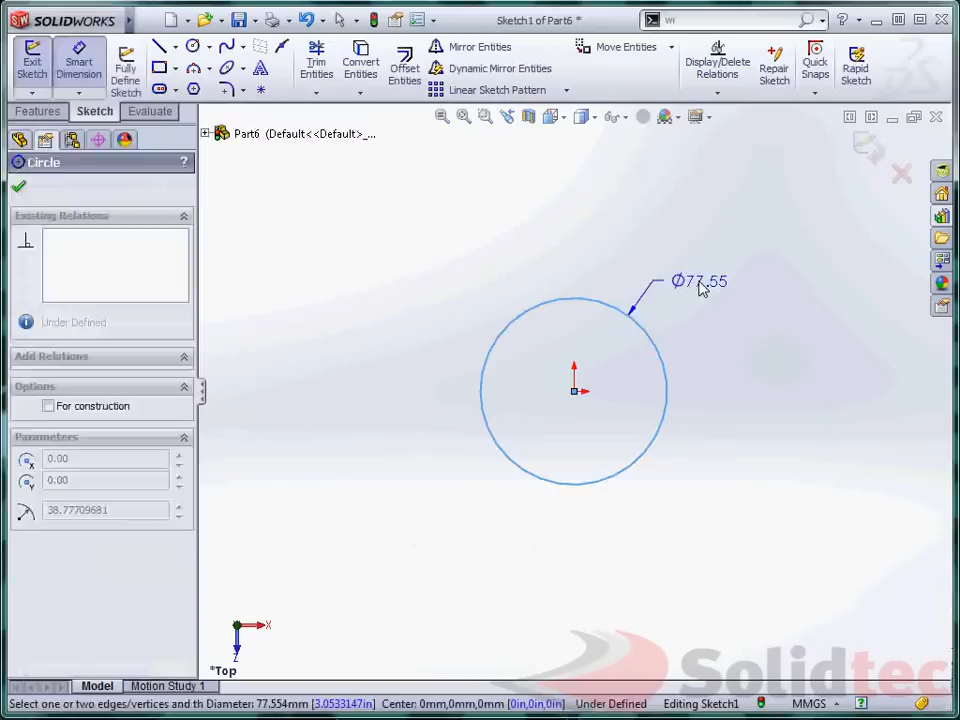 SOLIDWORKS
Sketch1 of Part6 *
wr
Exit Sketch
Smart Dimension
Fully Define Sketch
Trim Entities
Convert Entities
Offset Entities
Mirror Entities
Dynamic Mirror Entities
Linear Sketch Pattern
Move Entities
Display/Delete Relations
Repair Sketch
Quick Snaps
Rapid Sketch
Features
Sketch
Evaluate
Part6 (Default<<Default>_...
Circle
?
Existing Relations
Under Defined
Add Relations
Options
For construction
Parameters
0.00
0.00
38.77709681
Ø77.55
X
Z
*Top
Solidtec
Model
Motion Study 1
Select one or two edges/vertices and th Diameter: 77.554mm [3.0533147in] Center: 0mm,0mm,0mm [0in,0in,0in] Under Defined Editing Sketch1 MMGS